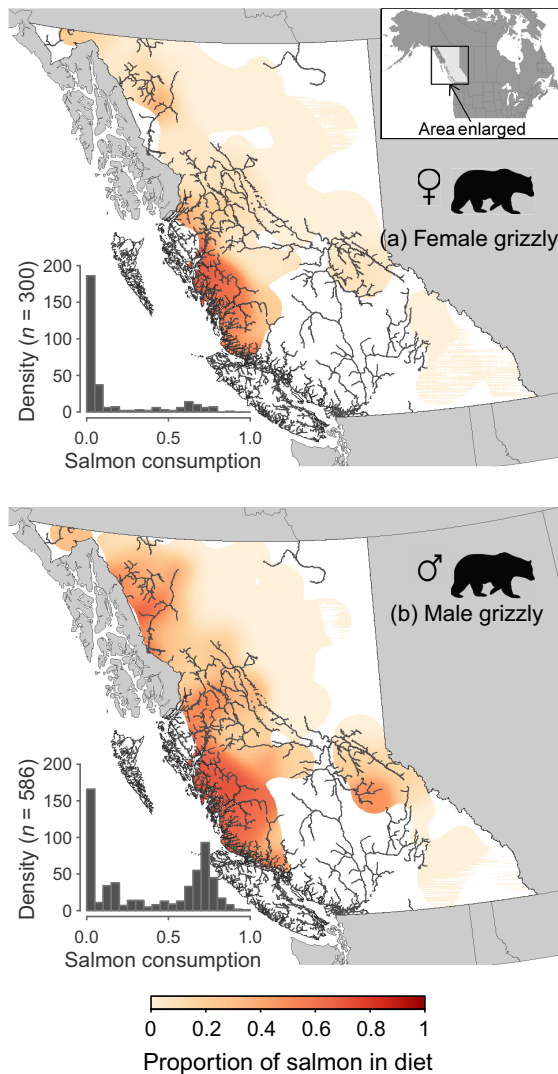 Area enlarged
♀
(a) Female grizzly
Density (n = 300)
200
150
100
50
0
0.0 0.5 1.0
Salmon consumption
♂
(b) Male grizzly
Density (n = 586)
200
150
100
50
0
0.0 0.5 1.0
Salmon consumption
0 0.2 0.4 0.6 0.8 1
Proportion of salmon in diet